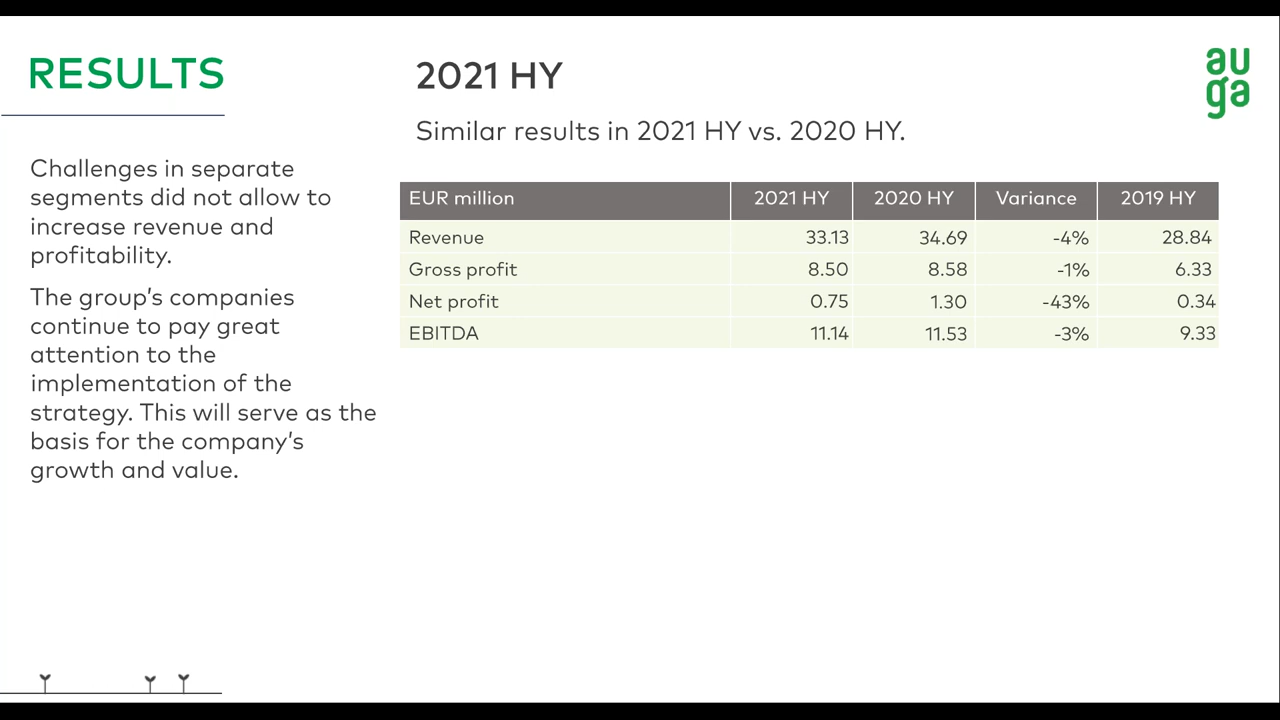 RESULTS
Challenges in separate
segments did not allow to
increase revenue and
profitability.
The group's companies
continue to pay great
attention to the
implementation of the
strategy. This will serve as the
basis for the company's
growth and value.
2021 HY
Similar results in 2021 HY vs. 2020 HY.
EUR million 2021 HY 2020 HY Variance 2019 HY
Revenue 33.13 34.69 -4% 28.84
Gross profit 8.50 8.58 -1% 6.33
Net profit 0.75 1.30 -43% 0.34
EBITDA 11.14 11.53 -3% 9.33
au
ga